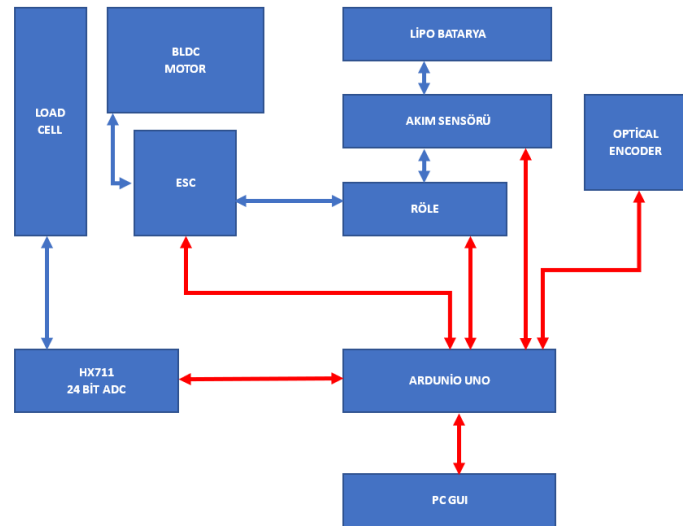 LOAD
CELL
BLDC
MOTOR
ESC
LİPO BATARYA
AKIM SENSÖRÜ
RÖLE
OPTİCAL
ENCODER
HX711
24 BİT ADC
ARDUNİO UNO
PC GUI